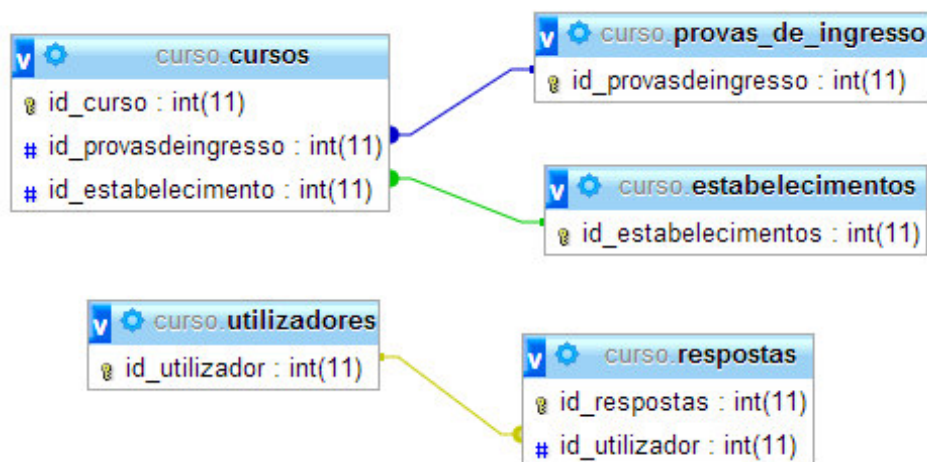 curso.cursos
id_curso : int(11)
# id_provasdeingresso : int(11)
# id_estabelecimento : int(11)
curso.provas_de_ingresso
id_provasdeingresso : int(11)
curso.estabelecimentos
id_estabelecimentos : int(11)
curso.utilizadores
id_utilizador : int(11)
curso.respostas
id_respostas : int(11)
# id_utilizador : int(11)